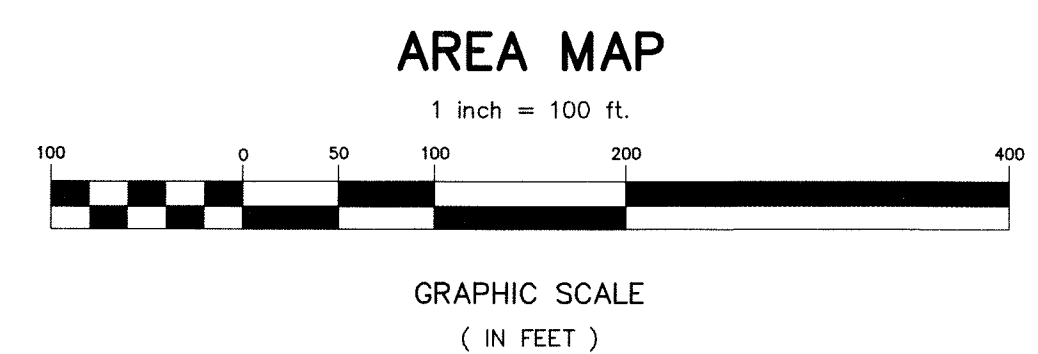 AREA MAP
1 inch = 100 ft.
100 0 50 100 200 400
GRAPHIC SCALE
( IN FEET )